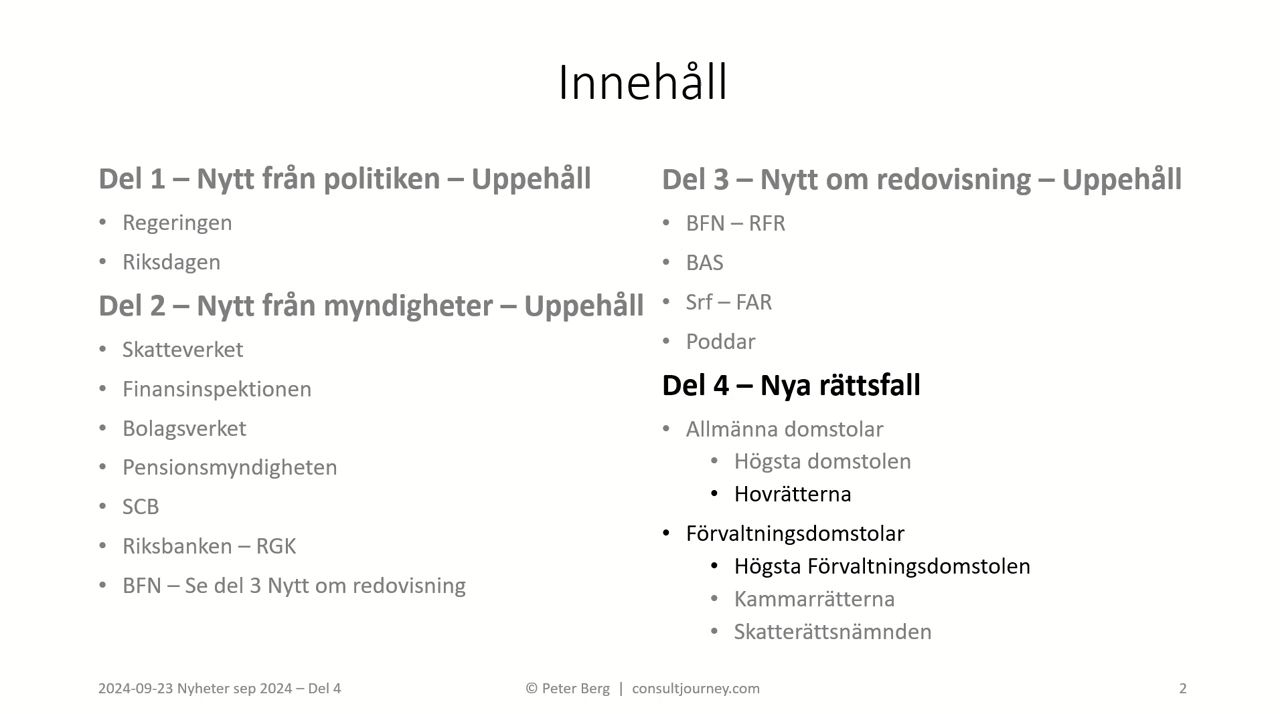 Innehåll
Del 1 – Nytt från politiken – Uppehåll
• Regeringen
• Riksdagen
Del 2 – Nytt från myndigheter – Uppehåll
• Skatteverket
• Finansinspektionen
• Bolagsverket
• Pensionsmyndigheten
• SCB
• Riksbanken – RGK
• BFN – Se del 3 Nytt om redovisning
Del 3 – Nytt om redovisning – Uppehåll
• BFN – RFR
• BAS
• Srf – FAR
• Poddar
Del 4 – Nya rättsfall
• Allmänna domstolar
• Högsta domstolen
• Hovrätterna
• Förvaltningsdomstolar
• Högsta Förvaltningsdomstolen
• Kammarrätterna
• Skatterättsnämnden
2024-09-23 Nyheter sep 2024 – Del 4
© Peter Berg | consultjourney.com
2